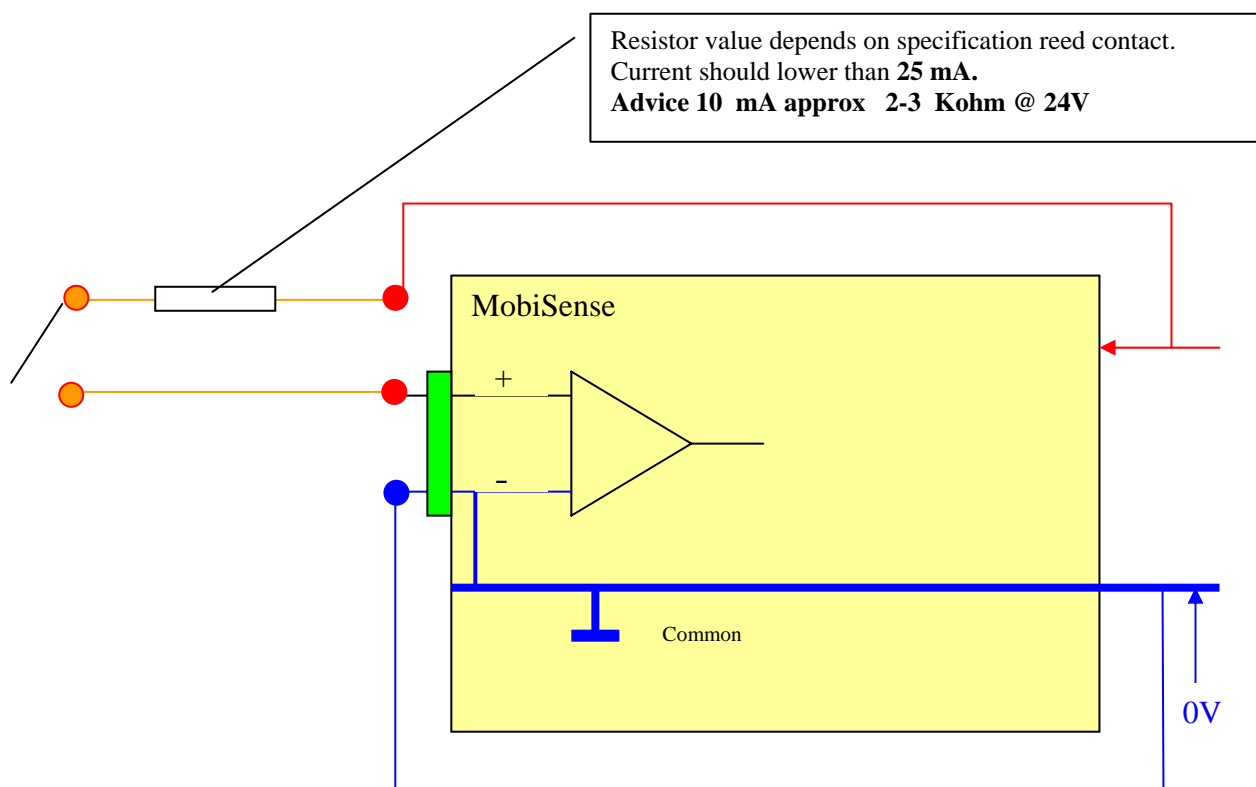 Resistor value depends on specification reed contact.
Current should lower than 25 mA.
Advice 10 mA approx 2-3 Kohm @ 24V
MobiSense
+
-
Common
0V